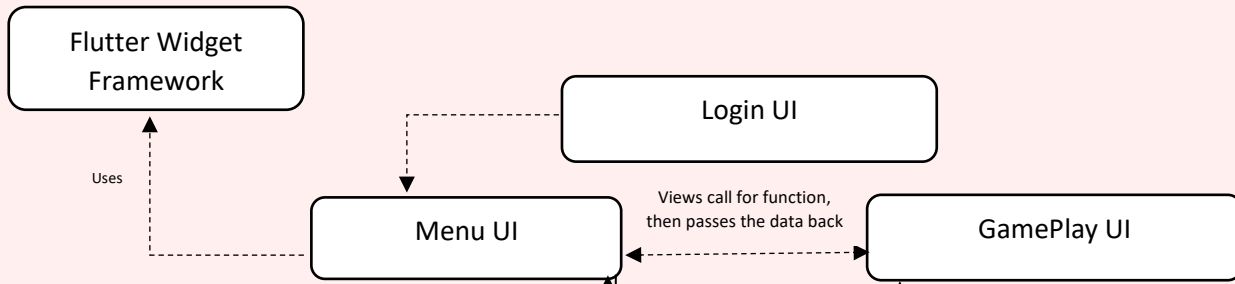 Flutter Widget
Framework
Login UI
Uses
Views call for function,
then passes the data back
Menu UI
GamePlay UI